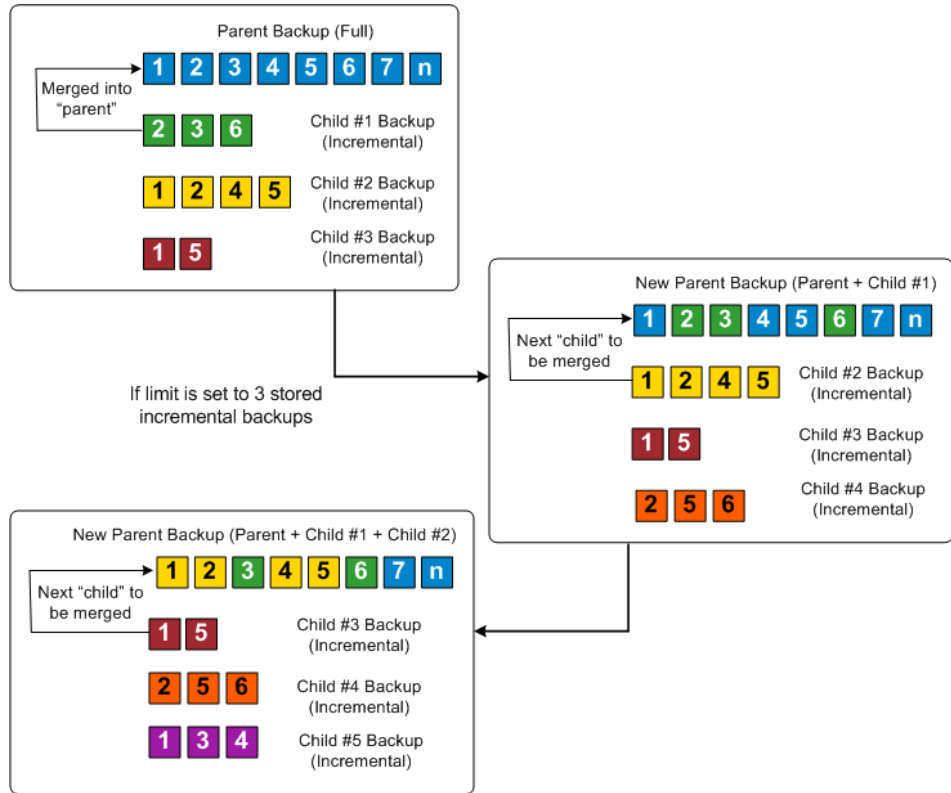 Parent Backup (Full)
1 2 3 4 5 6 7 n
Merged into
“parent”
2 3 6
Child #1 Backup
(Incremental)
1 2 4 5
Child #2 Backup
(Incremental)
1 5
Child #3 Backup
(Incremental)
If limit is set to 3 stored
incremental backups
New Parent Backup (Parent + Child #1)
1 2 3 4 5 6 7 n
Next “child” to
be merged
1 2 4 5
Child #2 Backup
(Incremental)
1 5
Child #3 Backup
(Incremental)
2 5 6
Child #4 Backup
(Incremental)
New Parent Backup (Parent + Child #1 + Child #2)
1 2 3 4 5 6 7 n
Next “child” to
be merged
1 5
Child #3 Backup
(Incremental)
2 5 6
Child #4 Backup
(Incremental)
1 3 4
Child #5 Backup
(Incremental)